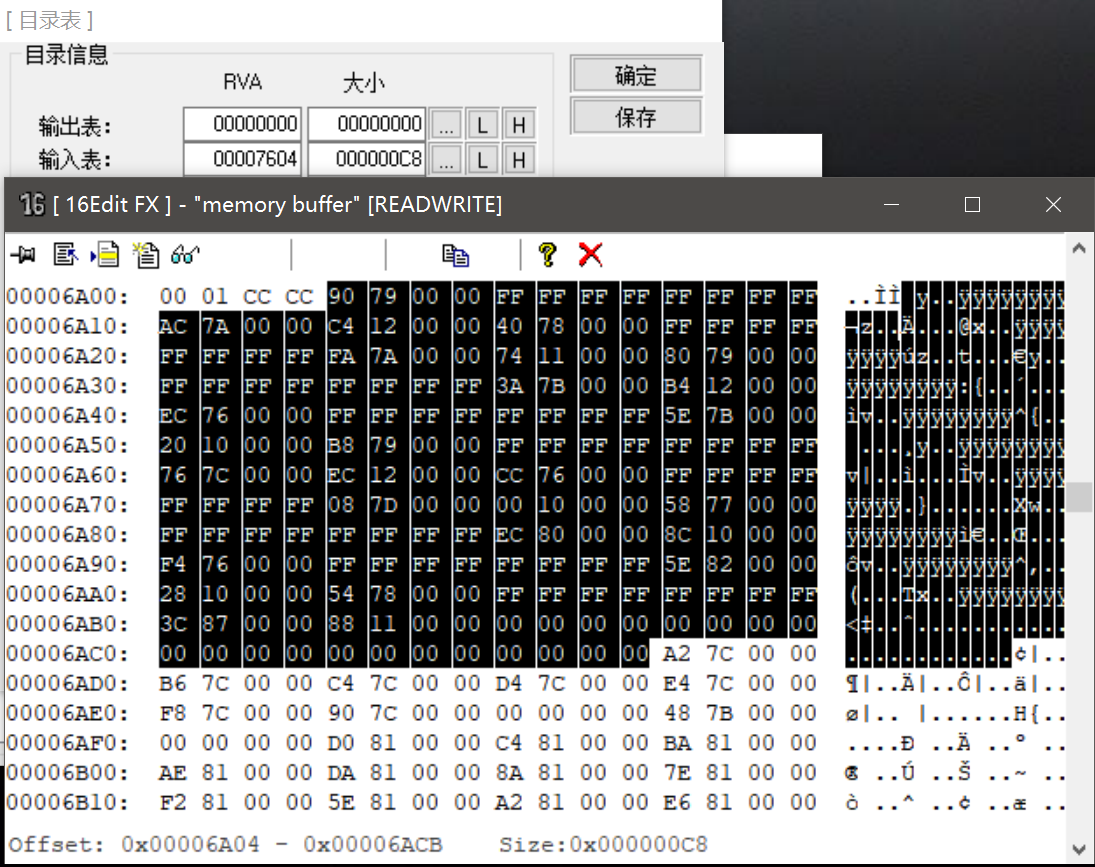 [ 目录表 ]
目录信息
RVA 大小
输出表: 00000000 00000000 ... L H 确定
输入表: 00007604 000000C8 ... L H 保存
16 [ 16Edit FX ] - "memory buffer" [READWRITE]
00006A00: 00 01 CC CC 90 79 00 00 FF FF FF FF FF FF FF FF ..ÌÌ y..ÿÿÿÿÿÿÿÿ
00006A10: AC 7A 00 00 C4 12 00 00 40 78 00 00 FF FF FF FF ¬z..Ä...@x..ÿÿÿÿ
00006A20: FF FF FF FF FA 7A 00 00 74 11 00 00 80 79 00 00 ÿÿÿÿúz..t...€y..
00006A30: FF FF FF FF FF FF FF FF 3A 7B 00 00 B4 12 00 00 ÿÿÿÿÿÿÿÿ:{..´...
00006A40: EC 76 00 00 FF FF FF FF FF FF FF FF 5E 7B 00 00 ìv..ÿÿÿÿÿÿÿÿ^{..
00006A50: 20 10 00 00 B8 79 00 00 FF FF FF FF FF FF FF FF ...¸y..ÿÿÿÿÿÿÿÿ
00006A60: 76 7C 00 00 EC 12 00 00 CC 76 00 00 FF FF FF FF v|..ì...Ìv..ÿÿÿÿ
00006A70: FF FF FF FF 08 7D 00 00 00 10 00 00 58 77 00 00 ÿÿÿÿ.}......Xw..
00006A80: FF FF FF FF FF FF FF FF EC 80 00 00 8C 10 00 00 ÿÿÿÿÿÿÿÿì€..Œ...
00006A90: F4 76 00 00 FF FF FF FF FF FF FF FF 5E 82 00 00 ôv..ÿÿÿÿÿÿÿÿ^‚..
00006AA0: 28 10 00 00 54 78 00 00 FF FF FF FF FF FF FF FF (...Tx..ÿÿÿÿÿÿÿÿ
00006AB0: 3C 87 00 00 88 11 00 00 00 00 00 00 00 00 00 00 <‡..ˆ...........
00006AC0: 00 00 00 00 00 00 00 00 00 00 00 00 A2 7C 00 00 ............¢|..
00006AD0: B6 7C 00 00 C4 7C 00 00 D4 7C 00 00 E4 7C 00 00 ¶|..Ä|..Ô|..ä|..
00006AE0: F8 7C 00 00 90 7C 00 00 00 00 00 00 48 7B 00 00 ø|.. |......H{..
00006AF0: 00 00 00 00 D0 81 00 00 C4 81 00 00 BA 81 00 00 ....Ð ..Ä ..º ..
00006B00: AE 81 00 00 DA 81 00 00 8A 81 00 00 7E 81 00 00 ® ..Ú ..Š ..~ ..
00006B10: F2 81 00 00 5E 81 00 00 A2 81 00 00 E6 81 00 00 ò ..^ ..¢ ..æ ..
Offset: 0x00006A04 - 0x00006ACB Size:0x000000C8